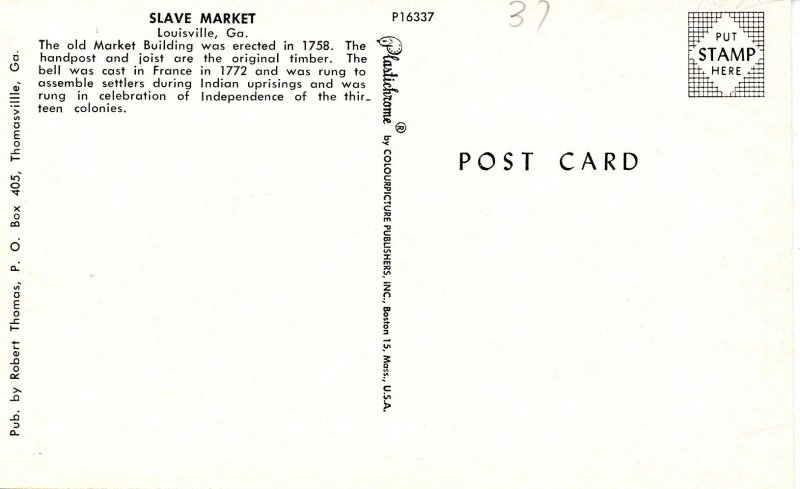 SLAVE MARKET
Louisville, Ga.
The old Market Building was erected in 1758. The
handpost and joist are the original timber. The
bell was cast in France in 1772 and was rung to
assemble settlers during Indian uprisings and was
rung in celebration of Independence of the thir-
teen colonies.
Pub. by Robert Thomas, P. O. Box 405, Thomasvillle, Ga.
P16337
37
Plastichrome ® by COLOURPICTURE PUBLISHERS, INC., Boston 15, Mass., U.S.A.
PUT
STAMP
HERE
POST CARD